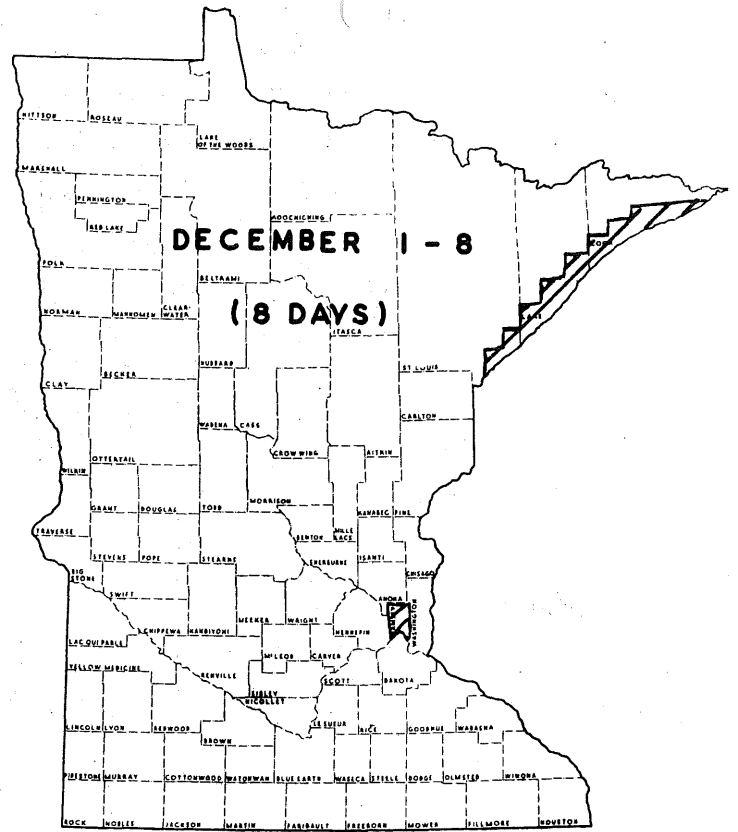 KITTSON ROSEAU
LAKE
OF THE WOODS
MARSHALL
PENNINGTON
RED LAKE
KOOCHICHING
COOK
DECEMBER 1 - 8
POLK
BELTRAMI
NORMAN MAHNOMEN CLEAR-
WATER
(8 DAYS)
LAKE
ITASCA
HUBBARD
ST LOUIS
BECKER
CLAY
CARLTON
WADENA CASS
CROW WING AITKIN
OTTERTAIL
WILKIN
MORRISON
GRANT DOUGLAS TODD
KANABEC PINE
TRAVERSE
BENTON MILLE
LACS
STEVENS POPE STEARNS
SHERBURNE ISANTI
BIG
STONE
CHISAGO
SWIFT
ANOKA
MEEKER WRIGHT
WASHINGTON
CHIPPEWA KANDIYOHI
HENNEPIN
LAC QUI PARLE
MC LEOD CARVER
YELLOW MEDICINE
RENVILLE
SCOTT DAKOTA
SIBLEY
NICOLLET
LINCOLN LYON REDWOOD
LE SUEUR RICE GOODHUE WABASHA
BROWN
PIPESTONE MURRAY COTTONWOOD WATONWAN BLUE EARTH WASECA STEELE DODGE OLMSTED WINONA
ROCK NOBLES JACKSON MARTIN FARIBAULT FREEBORN MOWER FILLMORE HOUSTON